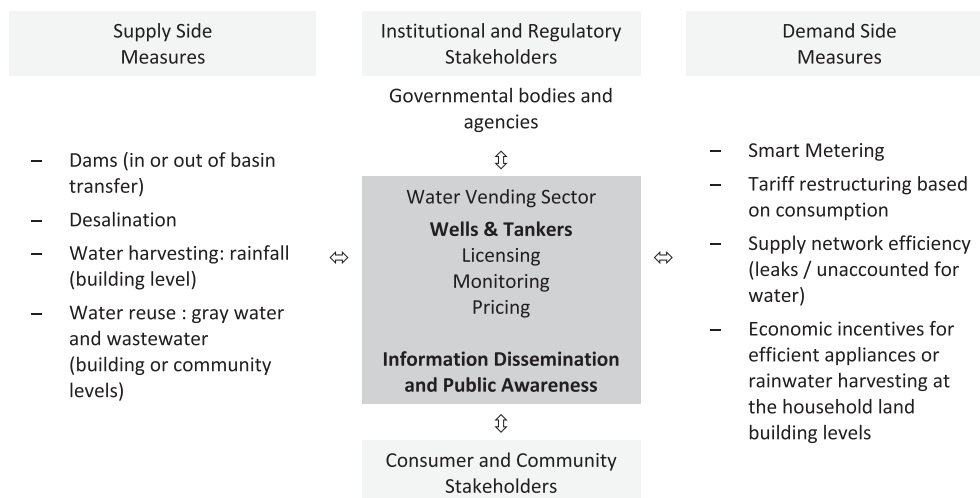 Supply Side
Measures
– Dams (in or out of basin
transfer)
– Desalination
– Water harvesting: rainfall
(building level)
– Water reuse : gray water
and wastewater
(building or community
levels)
Institutional and Regulatory
Stakeholders
Governmental bodies and
agencies
Water Vending Sector
Wells & Tankers
Licensing
Monitoring
Pricing
Information Dissemination
and Public Awareness
Consumer and Community
Stakeholders
Demand Side
Measures
– Smart Metering
– Tariff restructuring based
on consumption
– Supply network efficiency
(leaks / unaccounted for
water)
– Economic incentives for
efficient appliances or
rainwater harvesting at
the household land
building levels